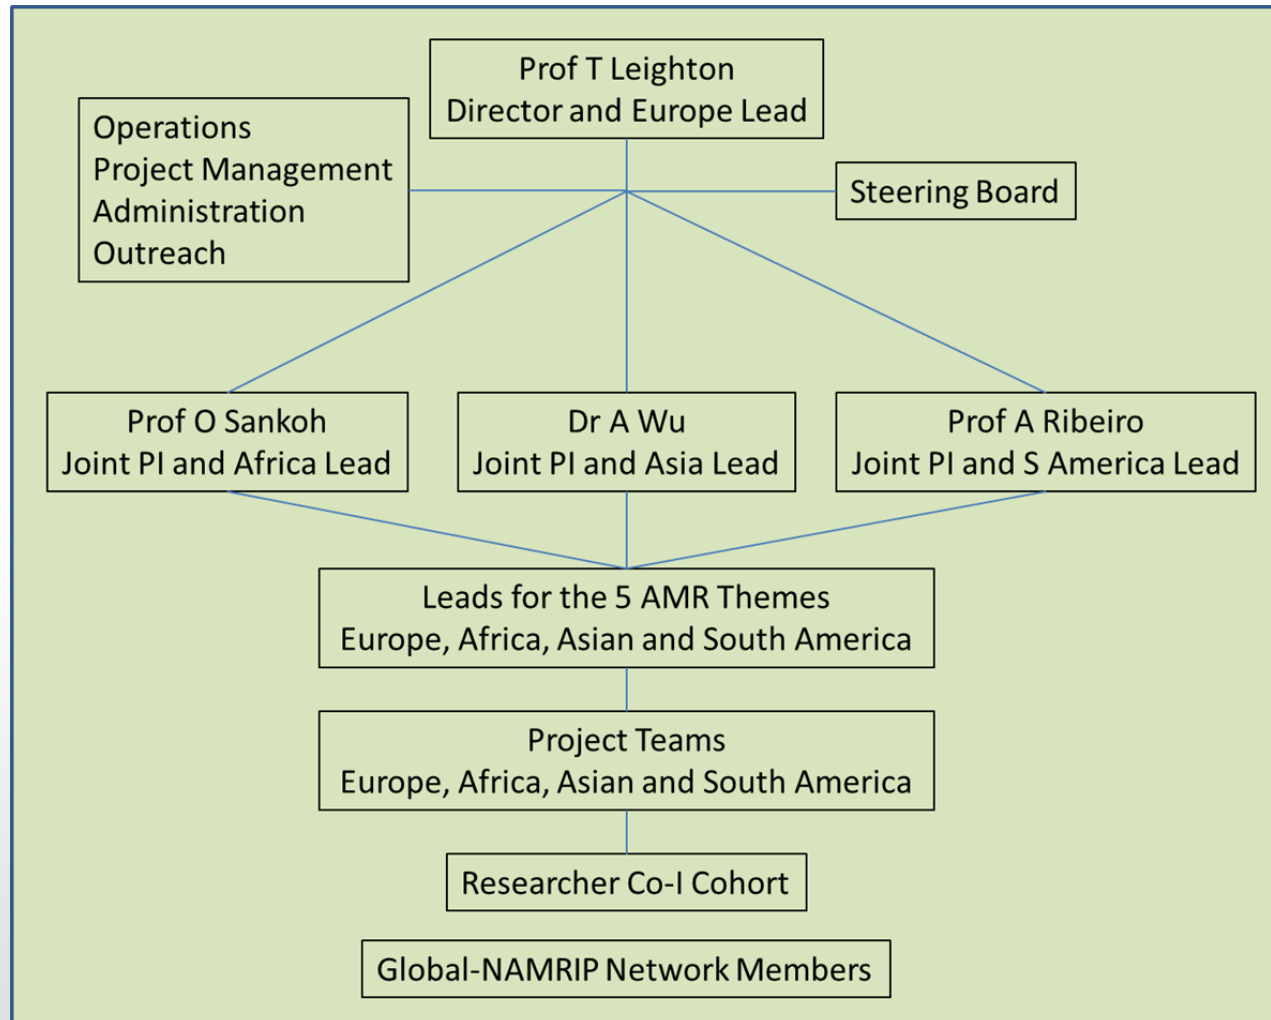 Prof T Leighton
Director and Europe Lead
Operations
Project Management
Administration
Outreach
Steering Board
Prof O Sankoh
Joint PI and Africa Lead
Dr A Wu
Joint PI and Asia Lead
Prof A Ribeiro
Joint PI and S America Lead
Leads for the 5 AMR Themes
Europe, Africa, Asian and South America
Project Teams
Europe, Africa, Asian and South America
Researcher Co-I Cohort
Global-NAMRIP Network Members